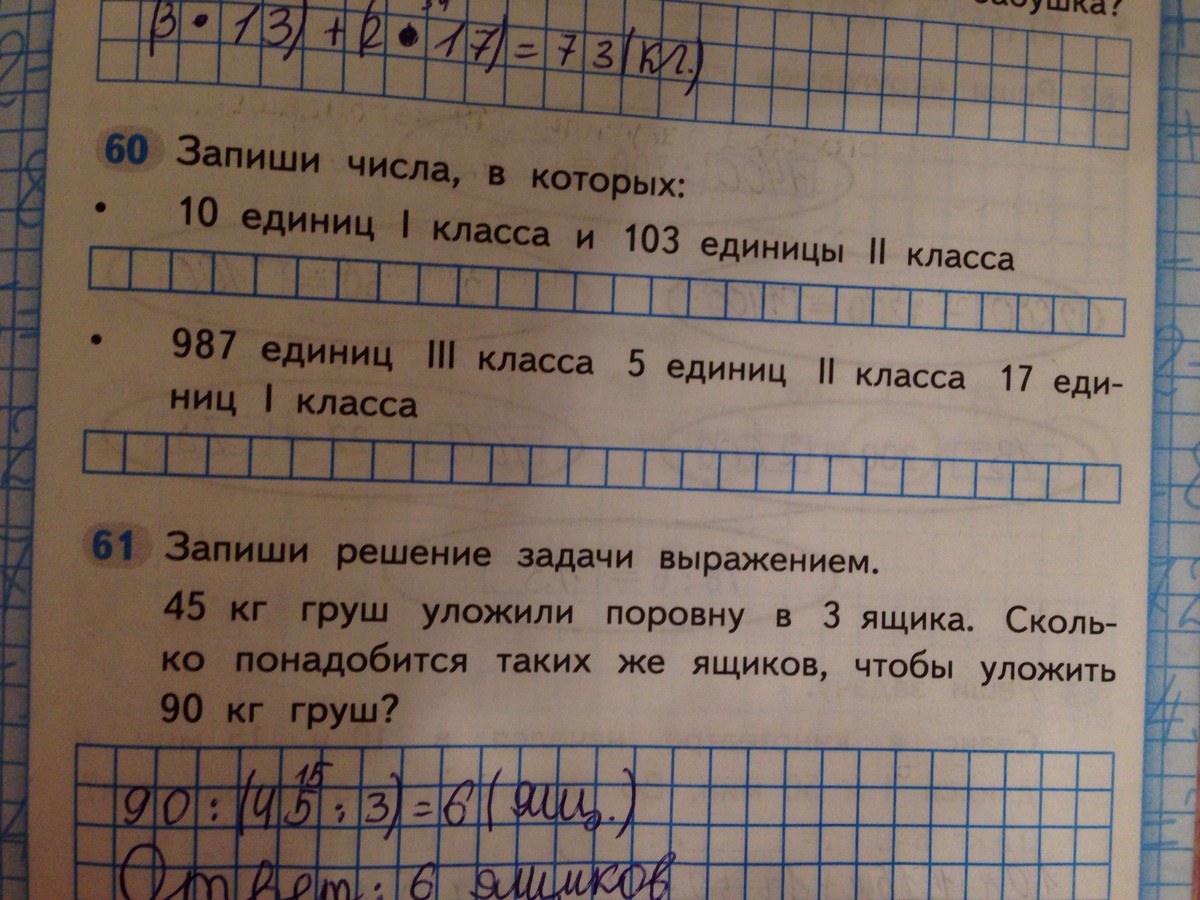 бушка?
3 • 13) + (2 • 17) = 73 (кг.)
60 Запиши числа, в которых:
• 10 единиц I класса и 103 единицы II класса
• 987 единиц III класса 5 единиц II класса 17 еди-
ниц I класса
61 Запиши решение задачи выражением.
45 кг груш уложили поровну в 3 ящика. Сколь-
ко понадобится таких же ящиков, чтобы уложить
90 кг груш?
15
90 : (45 : 3) = 6 (ящ.)
Ответ: 6 ящиков